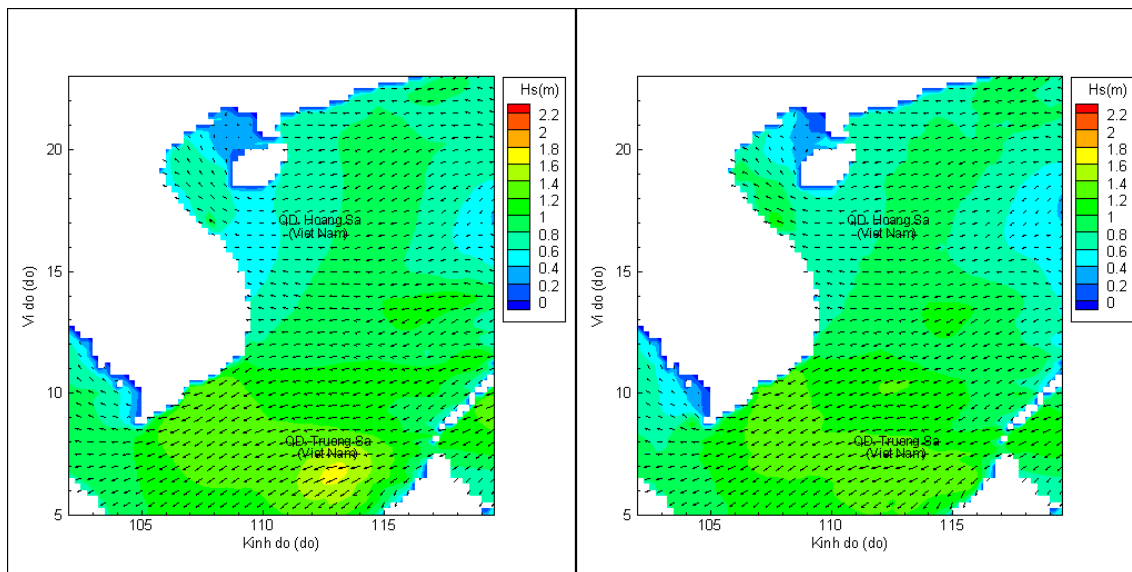 Hs(m)
2.2
2
1.8
1.6
1.4
1.2
1
0.8
0.6
0.4
0.2
0
20
15
10
5
Vi do (do)
QD. Hoang Sa
(Viet Nam)
QD. Truong Sa
(Viet Nam)
105
110
115
Kinh do (do)
Hs(m)
2.2
2
1.8
1.6
1.4
1.2
1
0.8
0.6
0.4
0.2
0
20
15
10
5
Vi do (do)
QD. Hoang Sa
(Viet Nam)
QD. Truong Sa
(Viet Nam)
105
110
115
Kinh do (do)